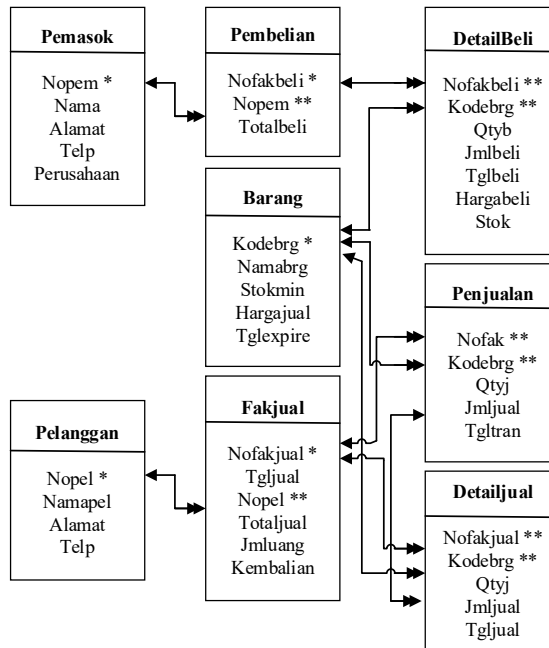 Pemasok
Nopem *
Nama
Alamat
Telp
Perusahaan
Pembelian
Nofakbeli *
Nopem **
Totalbeli
DetailBeli
Nofakbeli **
Kodebrg **
Qtyb
Jmlbeli
Tglbeli
Hargabeli
Stok
Barang
Kodebrg *
Namabrg
Stokmin
Hargajual
Tglexpire
Penjualan
Nofak **
Kodebrg **
Qtyj
Jmljual
Tgltran
Pelanggan
Nopel *
Namapel
Alamat
Telp
Fakjual
Nofakjual *
Tgljual
Nopel **
Totaljual
Jmluang
Kembalian
Detailjual
Nofakjual **
Kodebrg **
Qtyj
Jmljual
Tgljual